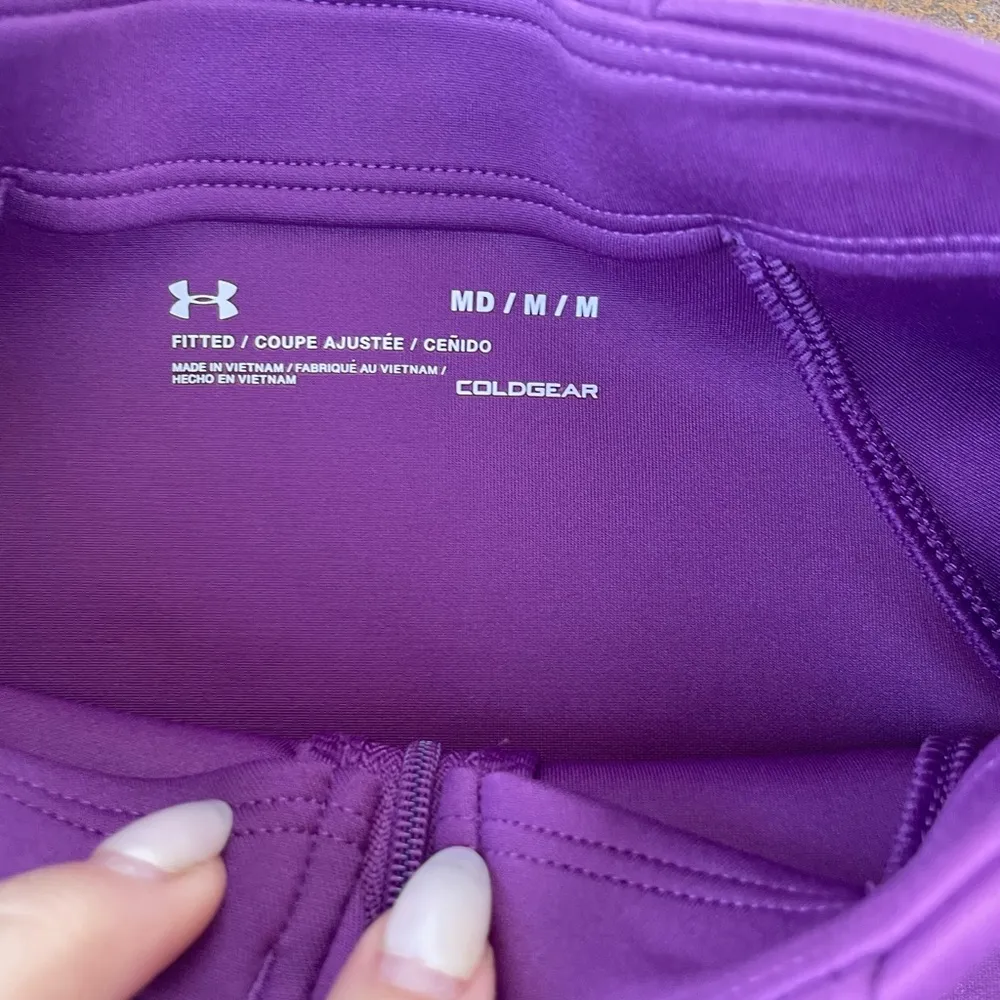 MD / M / M
FITTED / COUPE AJUSTÉE / CEÑIDO
MADE IN VIETNAM / FABRIQUÉ AU VIETNAM /
HECHO EN VIETNAM
COLDGEAR